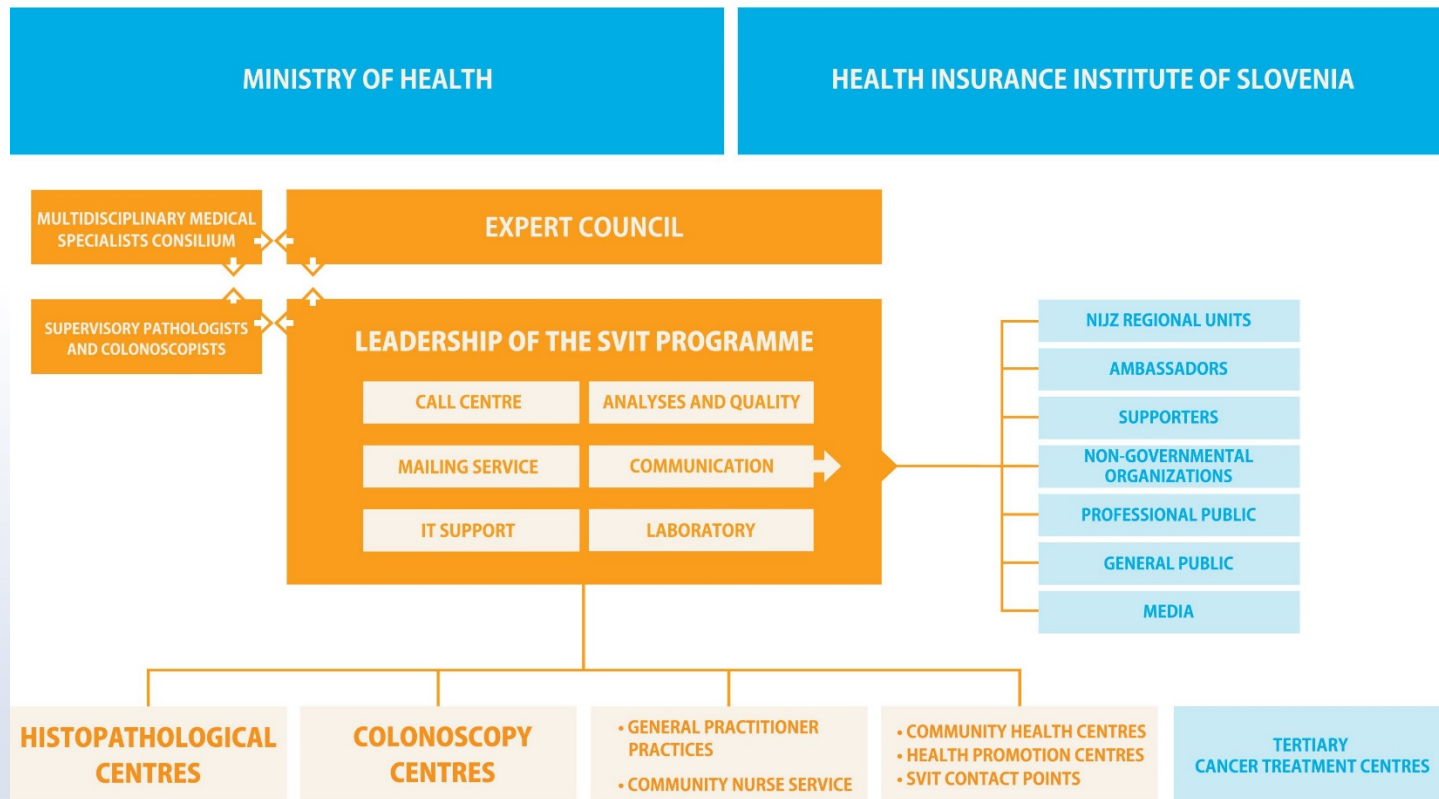 MINISTRY OF HEALTH
HEALTH INSURANCE INSTITUTE OF SLOVENIA
MULTIDISCIPLINARY MEDICAL
SPECIALISTS CONSILIUM
EXPERT COUNCIL
SUPERVISORY PATHOLOGISTS
AND COLONOSCOPISTS
LEADERSHIP OF THE SVIT PROGRAMME
CALL CENTRE
ANALYSES AND QUALITY
MAILING SERVICE
COMMUNICATION
IT SUPPORT
LABORATORY
NIJZ REGIONAL UNITS
AMBASSADORS
SUPPORTERS
NON-GOVERNMENTAL
ORGANIZATIONS
PROFESSIONAL PUBLIC
GENERAL PUBLIC
MEDIA
HISTOPATHOLOGICAL
CENTRES
COLONOSCOPY
CENTRES
• GENERAL PRACTITIONER
PRACTICES
• COMMUNITY NURSE SERVICE
• COMMUNITY HEALTH CENTRES
• HEALTH PROMOTION CENTRES
• SVIT CONTACT POINTS
TERTIARY
CANCER TREATMENT CENTRES